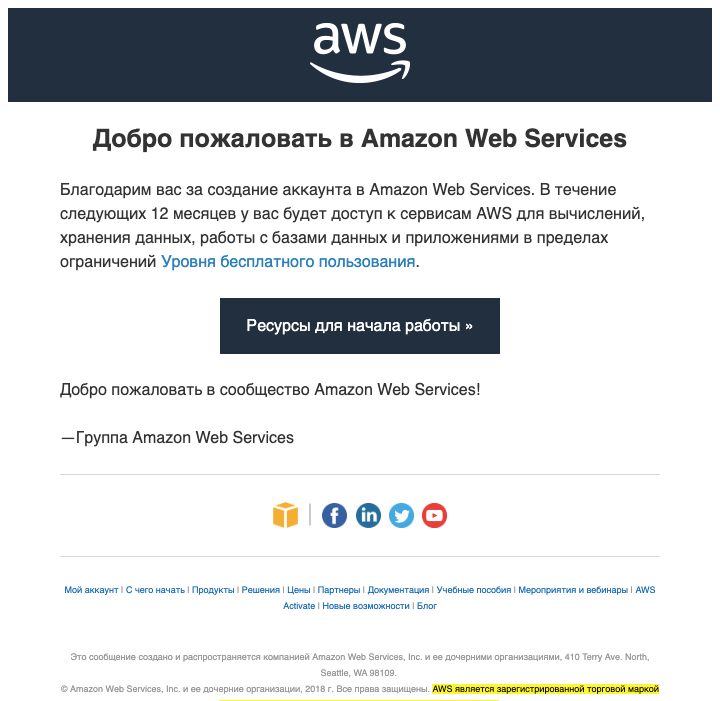 aws
Добро пожаловать в Amazon Web Services
Благодарим вас за создание аккаунта в Amazon Web Services. В течение
следующих 12 месяцев у вас будет доступ к сервисам AWS для вычислений,
хранения данных, работы с базами данных и приложениями в пределах
ограничений Уровня бесплатного пользования.
Ресурсы для начала работы »
Добро пожаловать в сообщество Amazon Web Services!
—Группа Amazon Web Services
Мой аккаунт | С чего начать | Продукты | Решения | Цены | Партнеры | Документация | Учебные пособия | Мероприятия и вебинары | AWS
Activate | Новые возможности | Блог
Это сообщение создано и распространяется компанией Amazon Web Services, Inc. и ее дочерними организациями, 410 Terry Ave. North,
Seattle, WA 98109.
© Amazon Web Services, Inc. и ее дочерние организации, 2018 г. Все права защищены. AWS является зарегистрированной торговой маркой